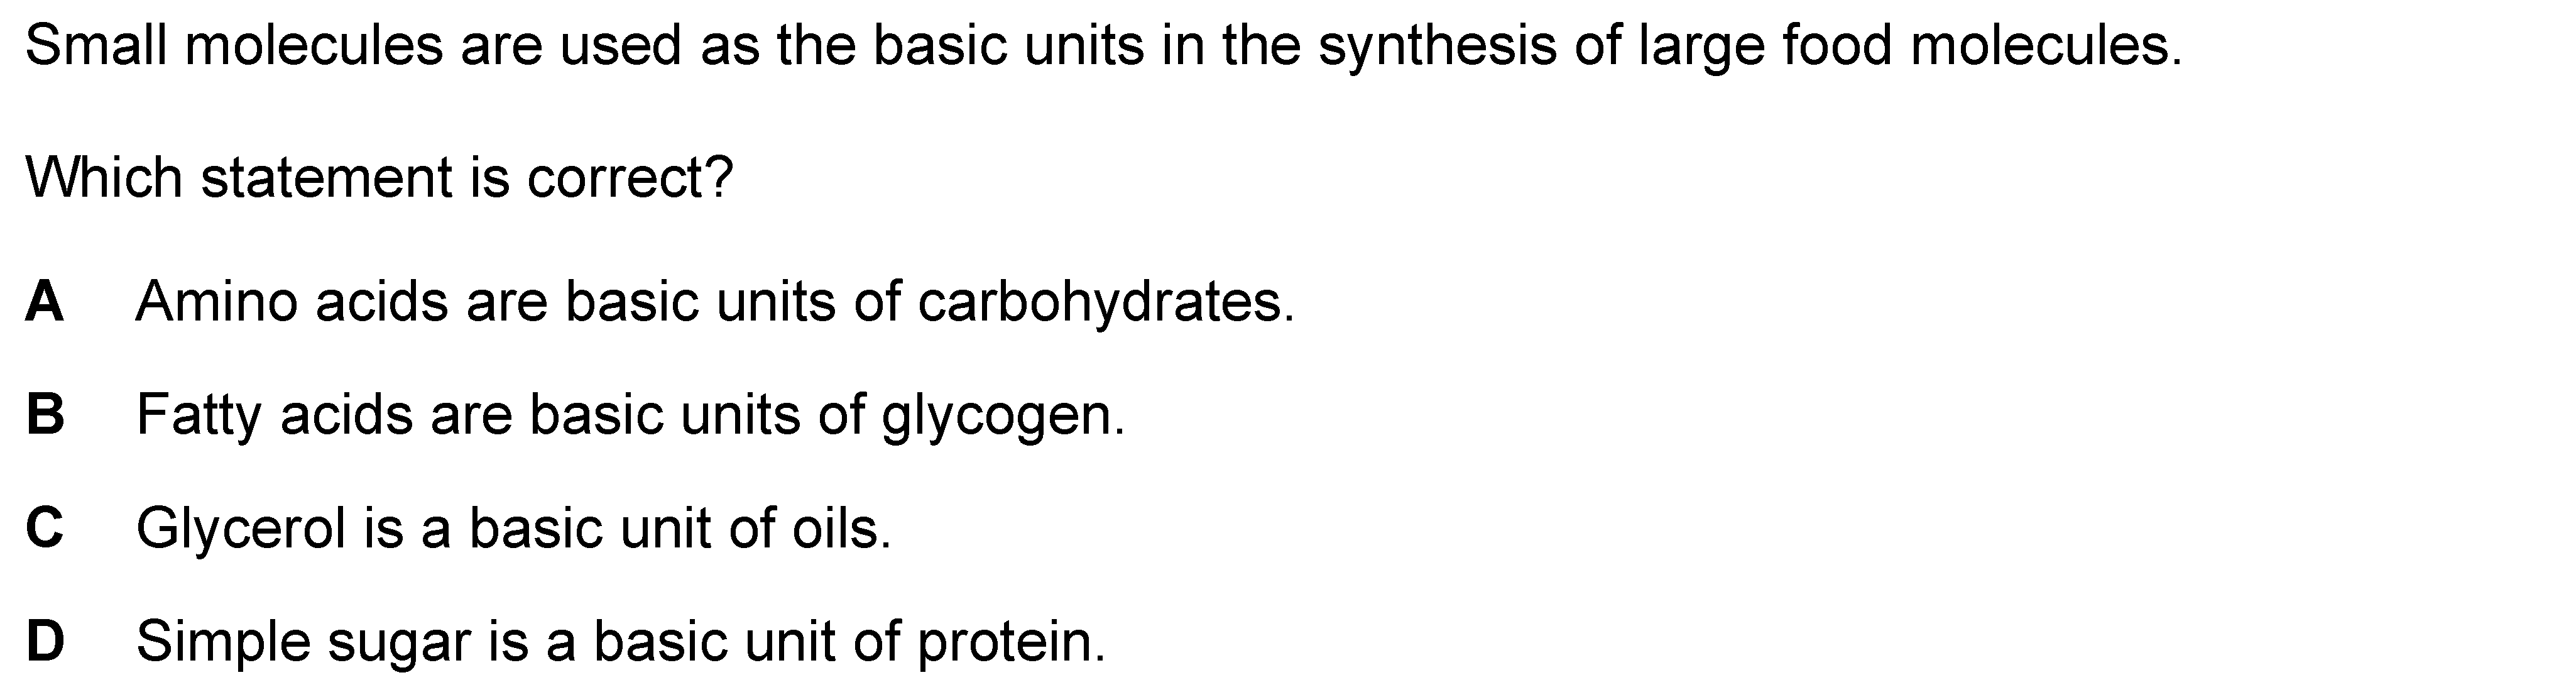 Small molecules are used as the basic units in the synthesis of large food molecules.
Which statement is correct?
A Amino acids are basic units of carbohydrates.
B Fatty acids are basic units of glycogen.
C Glycerol is a basic unit of oils.
D Simple sugar is a basic unit of protein.